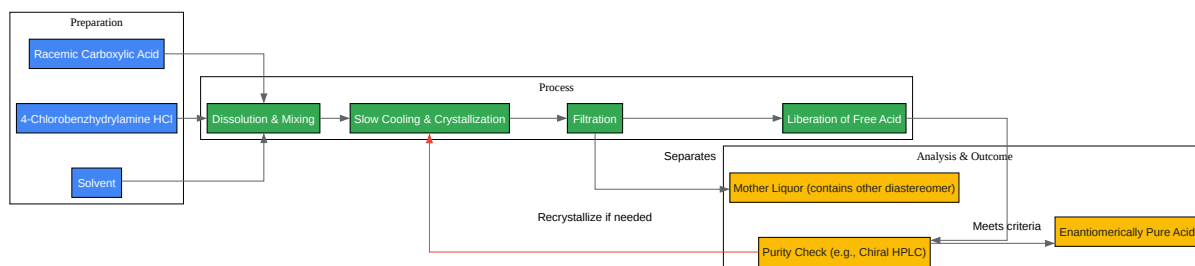 Preparation
Racemic Carboxylic Acid
4-Chlorobenzhydrylamine HCl
Solvent
Process
Dissolution & Mixing
Slow Cooling & Crystallization
Filtration
Liberation of Free Acid
Separates
Analysis & Outcome
Mother Liquor (contains other diastereomer)
Recrystallize if needed
Meets criteria
Enantiomerically Pure Acid
Purity Check (e.g., Chiral HPLC)